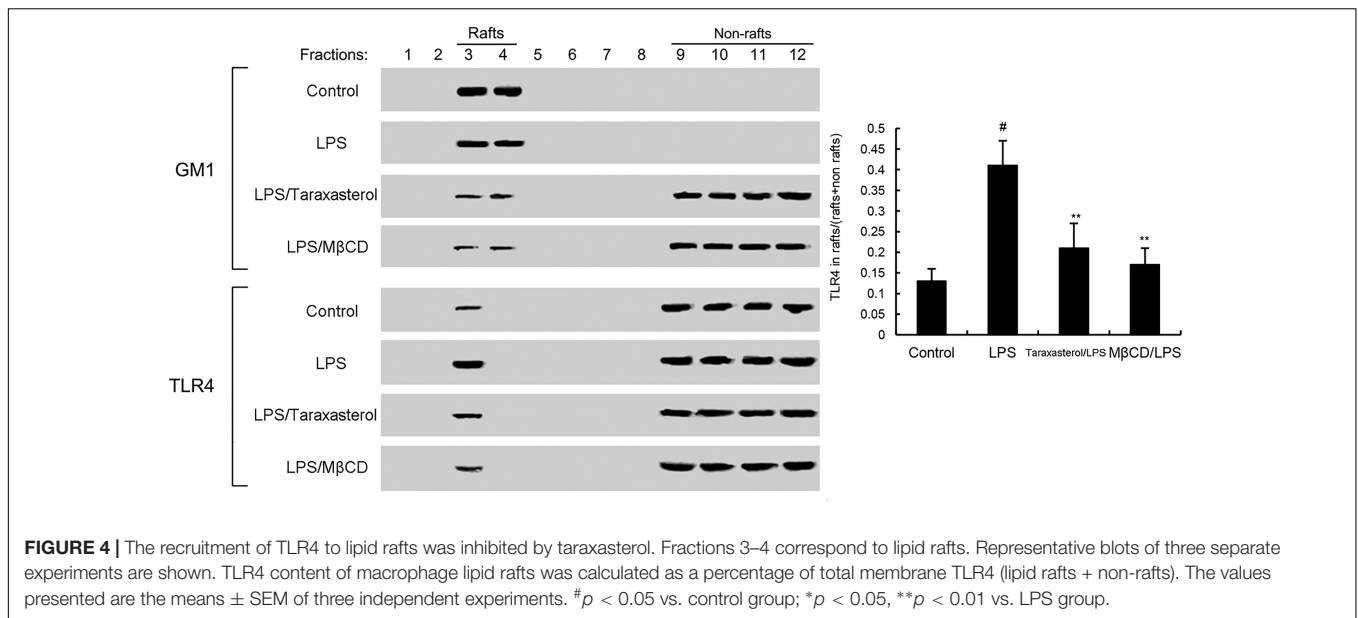 Rafts Non-rafts
Fractions: 1 2 3 4 5 6 7 8 9 10 11 12
GM1
Control
LPS
LPS/Taraxasterol
LPS/MβCD
TLR4
Control
LPS
LPS/Taraxasterol
LPS/MβCD
TLR4 in rafts/(rafts+non rafts)
0.5
0.45
0.4
0.35
0.3
0.25
0.2
0.15
0.1
0.05
0
#
**
**
Control LPS Taraxasterol/LPS MβCD/LPS
FIGURE 4 | The recruitment of TLR4 to lipid rafts was inhibited by taraxasterol. Fractions 3–4 correspond to lipid rafts. Representative blots of three separate
experiments are shown. TLR4 content of macrophage lipid rafts was calculated as a percentage of total membrane TLR4 (lipid rafts + non-rafts). The values
presented are the means ± SEM of three independent experiments. #p < 0.05 vs. control group; *p < 0.05, **p < 0.01 vs. LPS group.